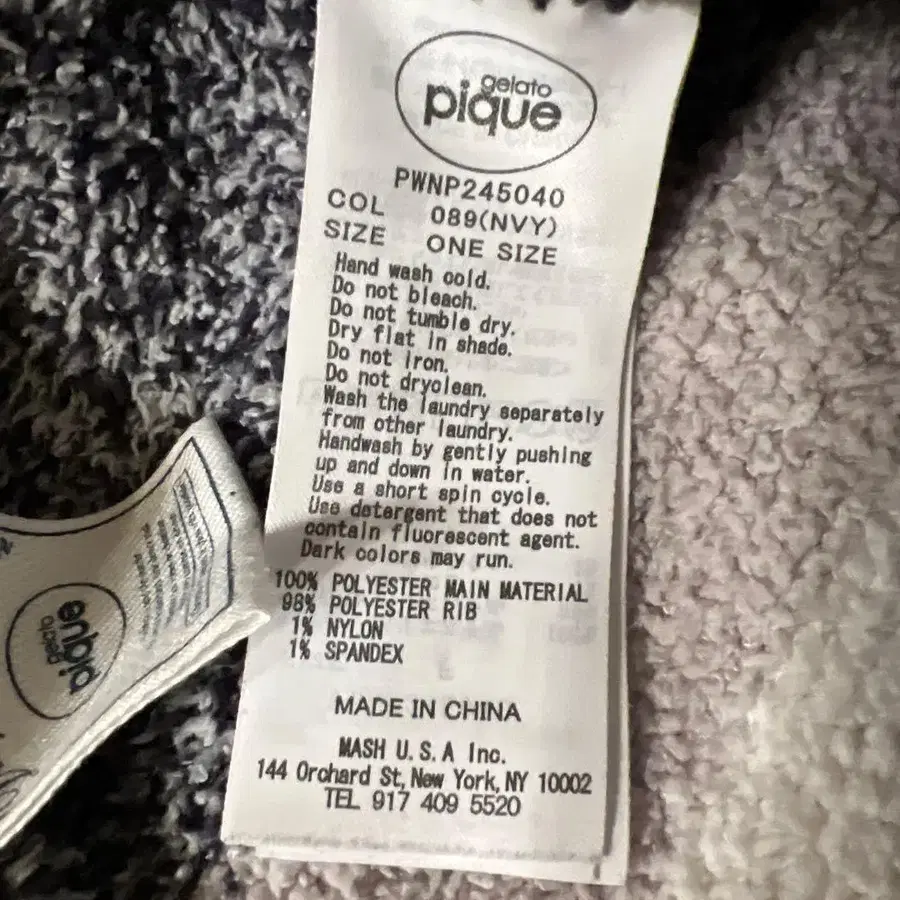 gelato
pique
PWNP245040
COL 089(NVY)
SIZE ONE SIZE
Hand wash cold.
Do not bleach.
Do not tumble dry.
Dry flat in shade.
Do not iron.
Do not dryclean.
Wash the laundry separately
from other laundry.
Handwash by gently pushing
up and down in water.
Use a short spin cycle.
Use detergent that does not
contain fluorescent agent.
Dark colors may run.
100% POLYESTER MAIN MATERIAL
98% POLYESTER RIB
1% NYLON
1% SPANDEX
MADE IN CHINA
MASH U.S.A Inc.
144 Orchard St, New York, NY 10002
TEL 917 409 5520
gelato
pique